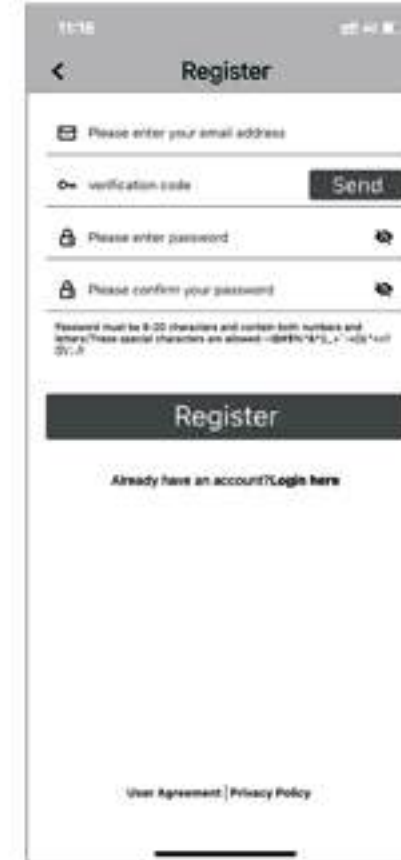 11:16
Register
Please enter your email address
verification code
Send
Please enter password
Please confirm your password
Password must be 8-20 characters and contain both numbers and
letters!These special characters are allowed:
Register
Already have an account?Login here
User Agreement | Privacy Policy